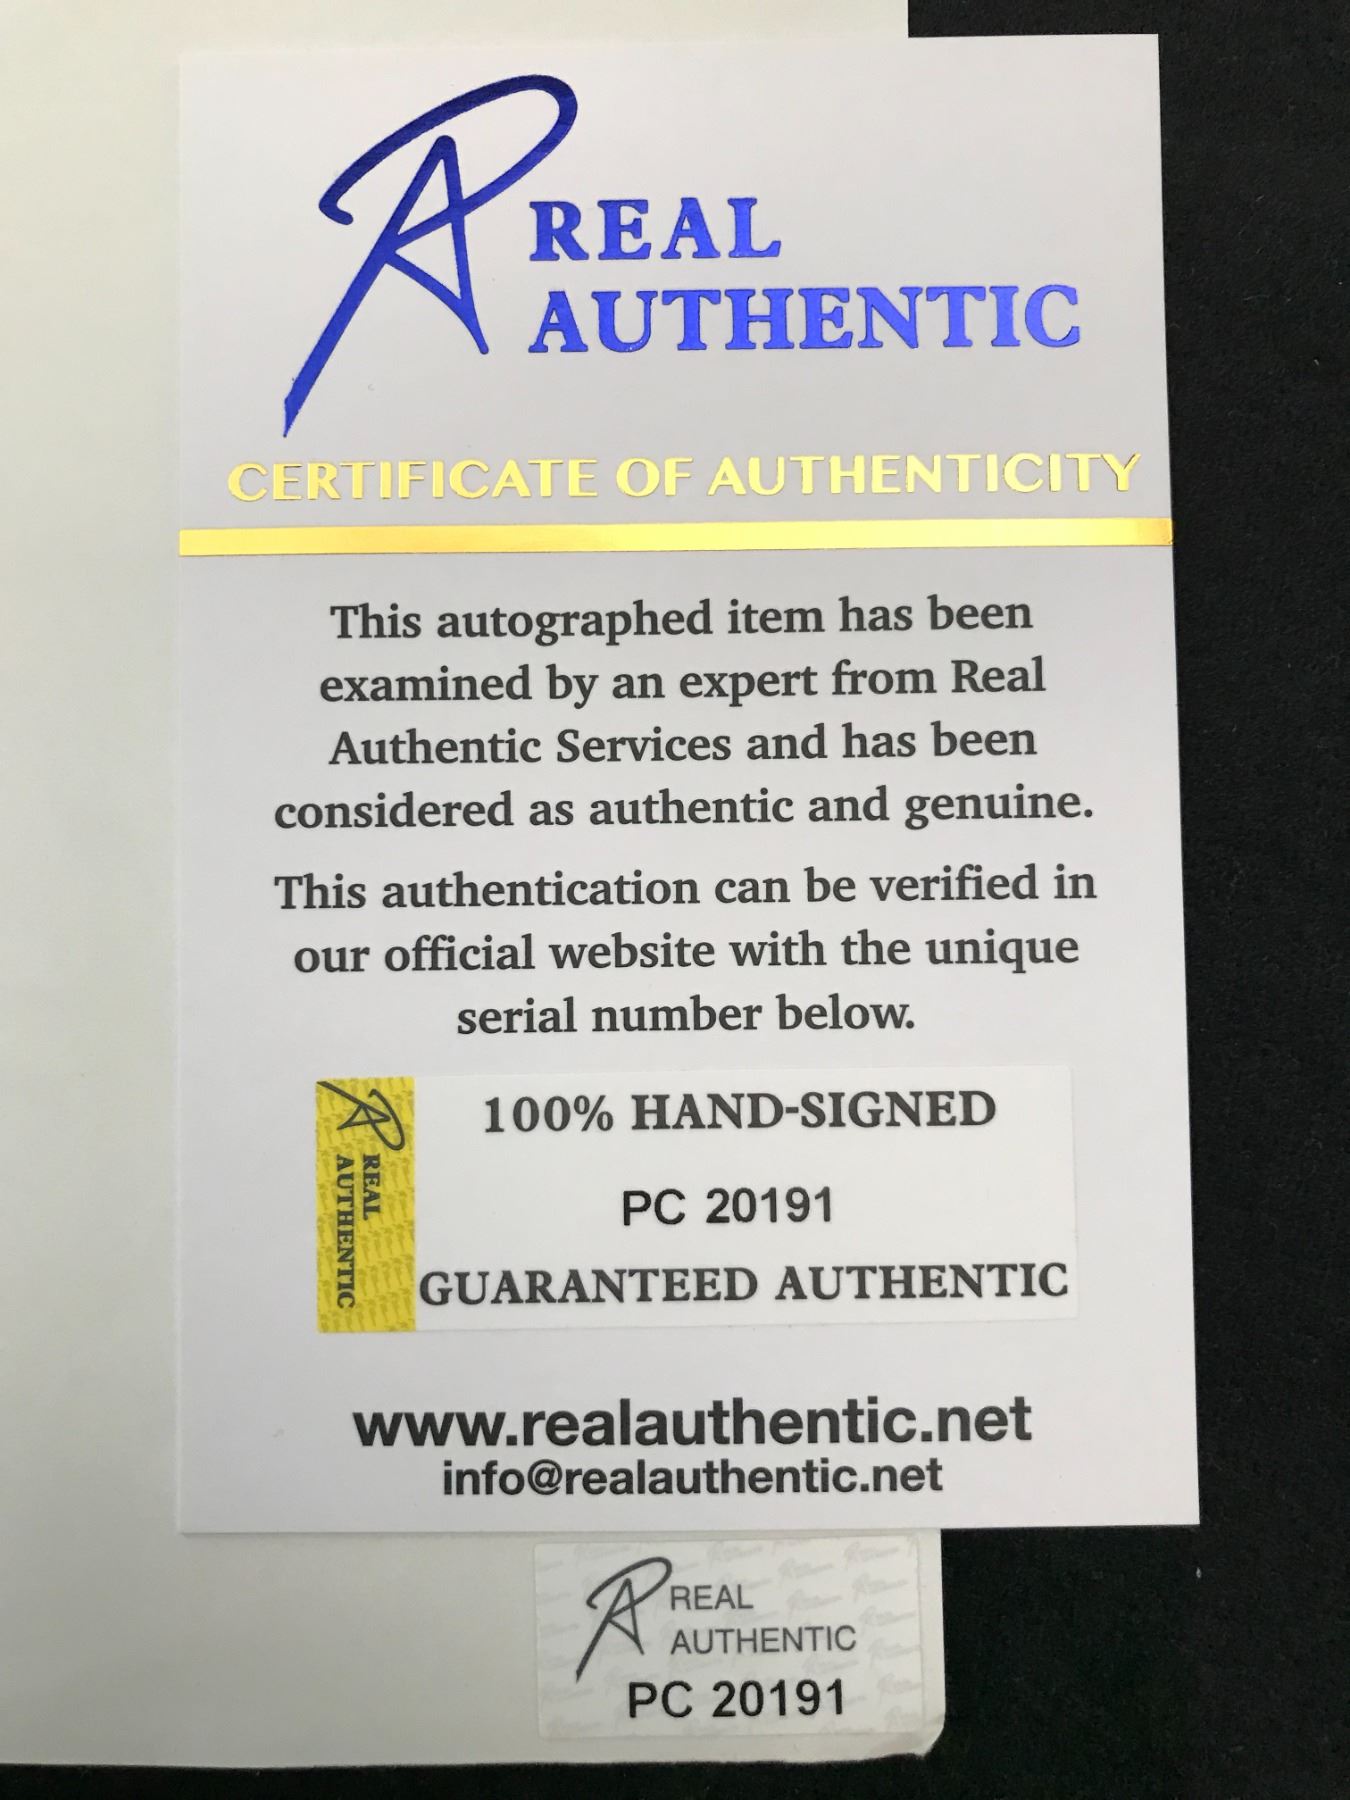 REAL
AUTHENTIC
CERTIFICATE OF AUTHENTICITY
This autographed item has been
examined by an expert from Real
Authentic Services and has been
considered as authentic and genuine.
This authentication can be verified in
our official website with the unique
serial number below.
REAL
AUTHENTIC
100% HAND-SIGNED
PC 20191
GUARANTEED AUTHENTIC
www.realauthentic.net
info@realauthentic.net
REAL
AUTHENTIC
PC 20191